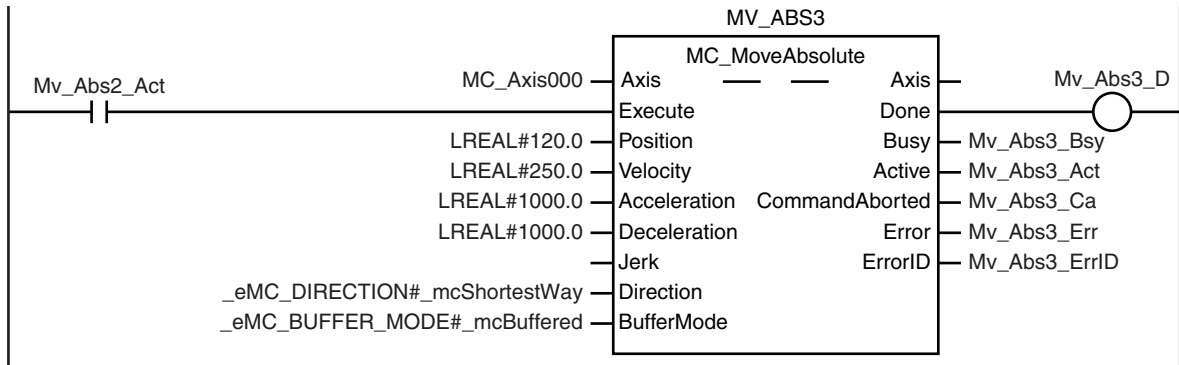 MV_ABS3
MC_MoveAbsolute
Mv_Abs2_Act
MC_Axis000 Axis Axis Mv_Abs3_D
Execute Done
LREAL#120.0 Position Busy Mv_Abs3_Bsy
LREAL#250.0 Velocity Active Mv_Abs3_Act
LREAL#1000.0 Acceleration CommandAborted Mv_Abs3_Ca
LREAL#1000.0 Deceleration Error Mv_Abs3_Err
Jerk ErrorID Mv_Abs3_ErrID
_eMC_DIRECTION#_mcShortestWay Direction
_eMC_BUFFER_MODE#_mcBuffered BufferMode